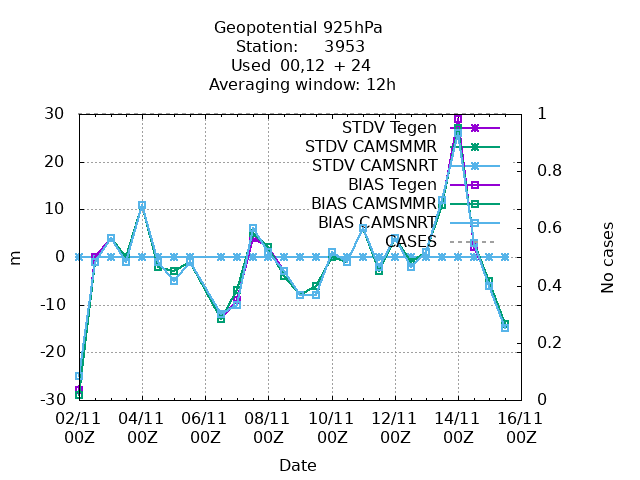 Geopotential 925hPa
Station: 3953
Used 00,12 + 24
Averaging window: 12h
30 1
STDV Tegen
STDV CAMSMMR
20 0.8
STDV CAMSNRT
BIAS Tegen
10 BIAS CAMSMMR
BIAS CAMSNRT 0.6
CASES
m 0 No cases
-10 0.4
-20 0.2
-30 0
02/11 04/11 06/11 08/11 10/11 12/11 14/11 16/11
00Z 00Z 00Z 00Z 00Z 00Z 00Z 00Z
Date